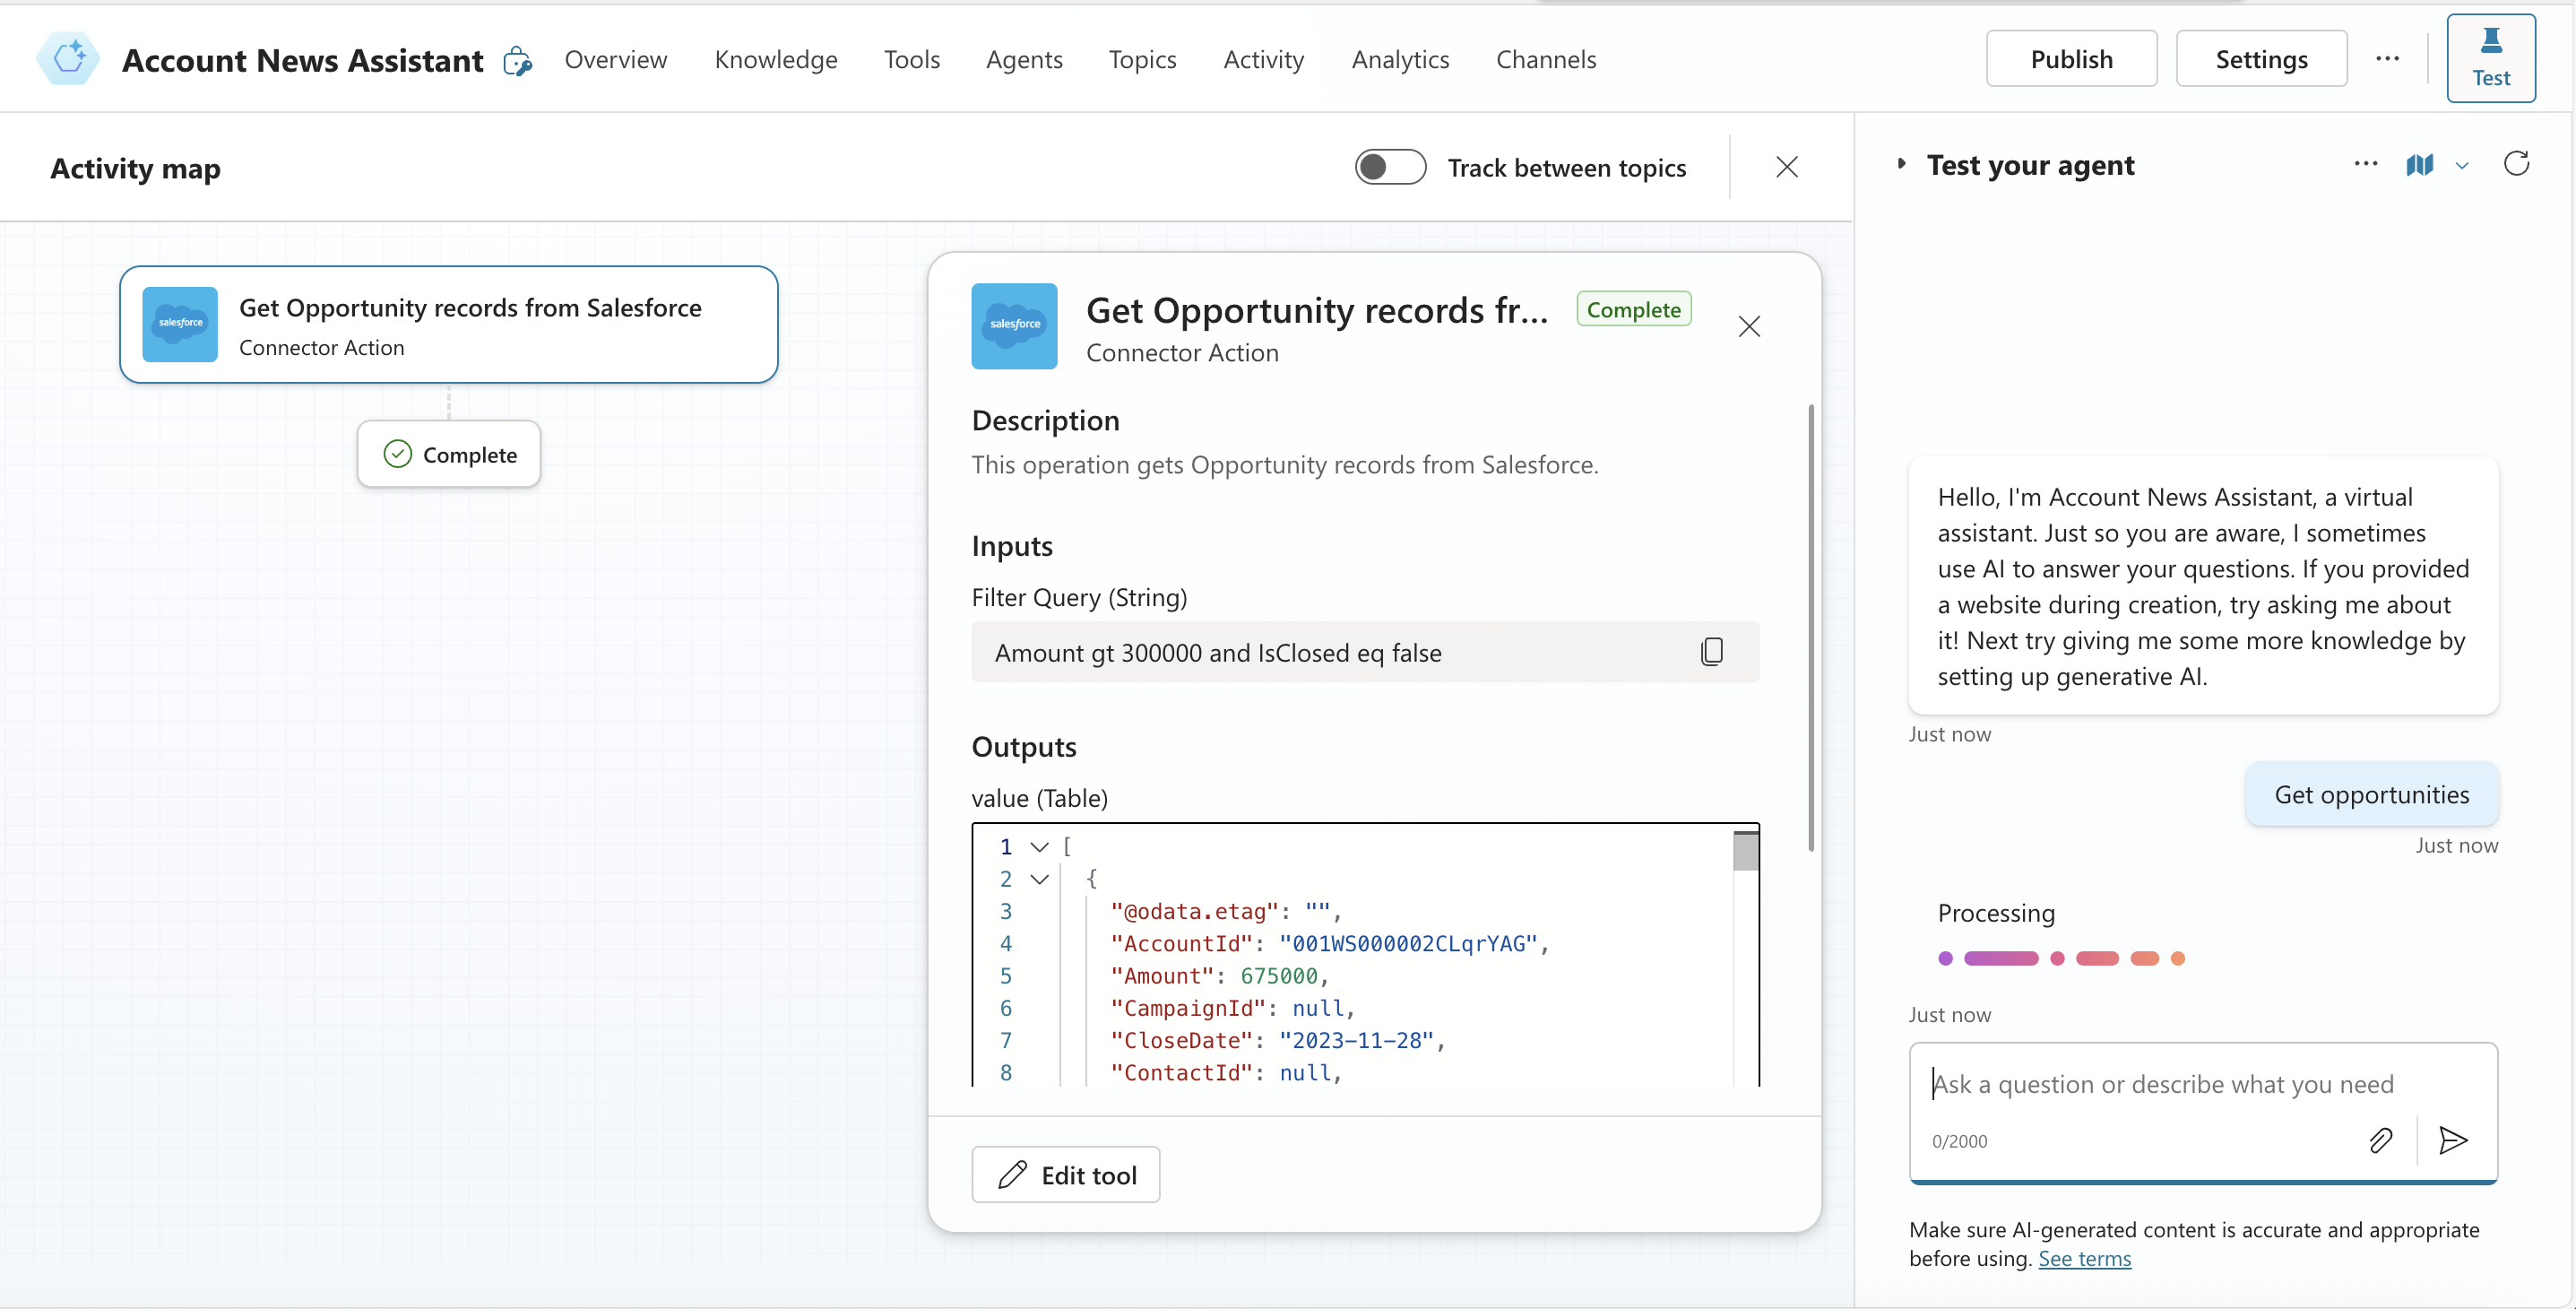 Account News Assistant
Overview
Knowledge
Tools
Agents
Topics
Activity
Analytics
Channels
Publish
Settings
Test
Activity map
Track between topics
salesforce
Get Opportunity records from Salesforce
Connector Action
Complete
salesforce
Get Opportunity records fr...
Complete
Connector Action
Description
This operation gets Opportunity records from Salesforce.
Inputs
Filter Query (String)
Amount gt 300000 and IsClosed eq false
Outputs
value (Table)
1 [
2 {
3 "@odata.etag": "",
4 "AccountId": "001WS000002CLqrYAG",
5 "Amount": 675000,
6 "CampaignId": null,
7 "CloseDate": "2023-11-28",
8 "ContactId": null,
Edit tool
Test your agent
Hello, I'm Account News Assistant, a virtual
assistant. Just so you are aware, I sometimes
use AI to answer your questions. If you provided
a website during creation, try asking me about
it! Next try giving me some more knowledge by
setting up generative AI.
Just now
Get opportunities
Just now
Processing
Just now
Ask a question or describe what you need
0/2000
Make sure AI-generated content is accurate and appropriate
before using. See terms